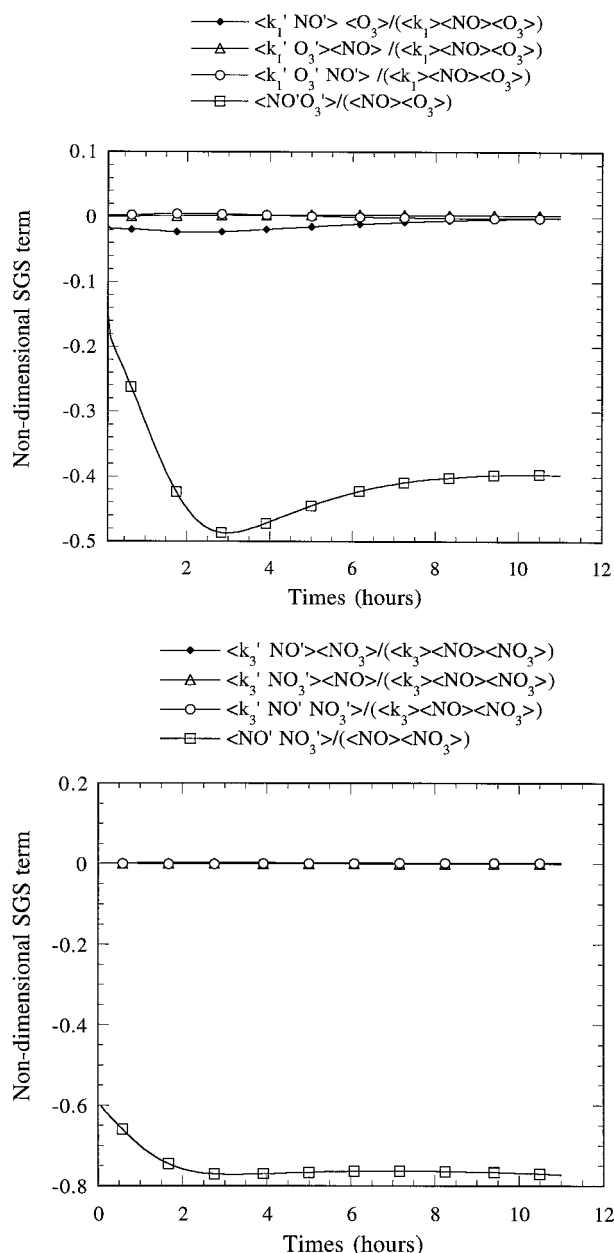 <k₁' NO'> <O₃>/(<k₁><NO><O₃>)
<k₁' O₃'><NO> /(<k₁><NO><O₃>)
<k₁' O₃' NO'> /(<k₁><NO><O₃>)
<NO'O₃'>/(<NO><O₃>)
0.1
0
-0.1
-0.2
-0.3
-0.4
-0.5
Non-dimensional SGS term
2 4 6 8 10 12
Times (hours)
<k₃' NO'><NO₃>/(<k₃><NO><NO₃>)
<k₃' NO₃'><NO>/(<k₃><NO><NO₃>)
<k₃' NO' NO₃'>/(<k₃><NO><NO₃>)
<NO' NO₃'>/(<NO><NO₃>)
0.2
0
-0.2
-0.4
-0.6
-0.8
Non-dimensional SGS term
0 2 4 6 8 10 12
Times (hours)